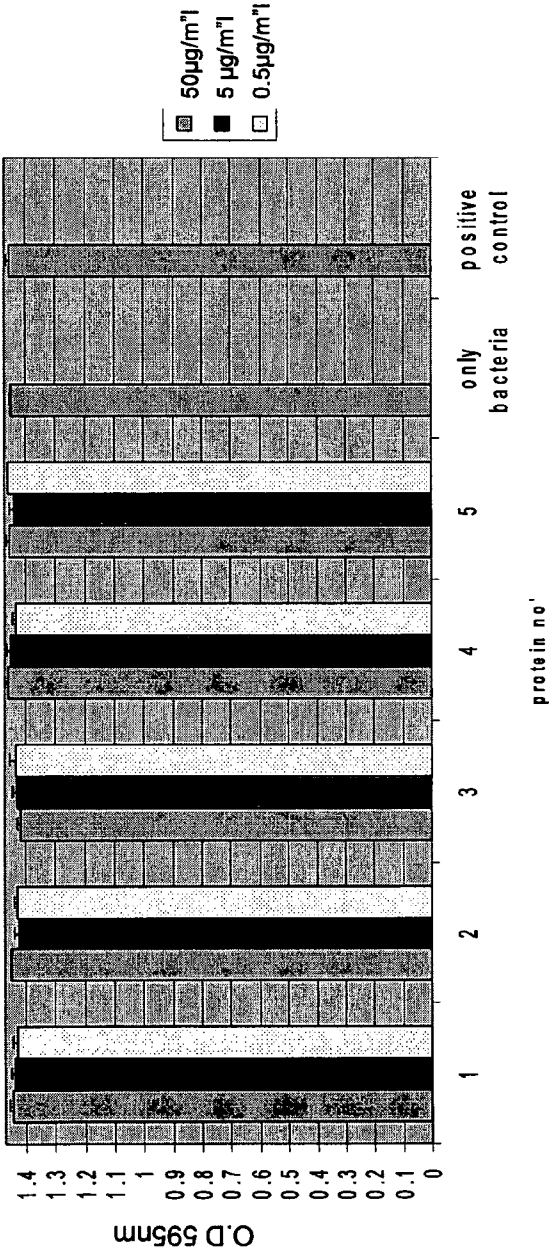 O.D 595nm
1.4
1.3
1.2
1.1
1
0.9
0.8
0.7
0.6
0.5
0.4
0.3
0.2
0.1
0
1
2
3
4
5
only
bacteria
positive
control
protein no'
50µg/m"l
5 µg/m"l
0.5µg/m"l